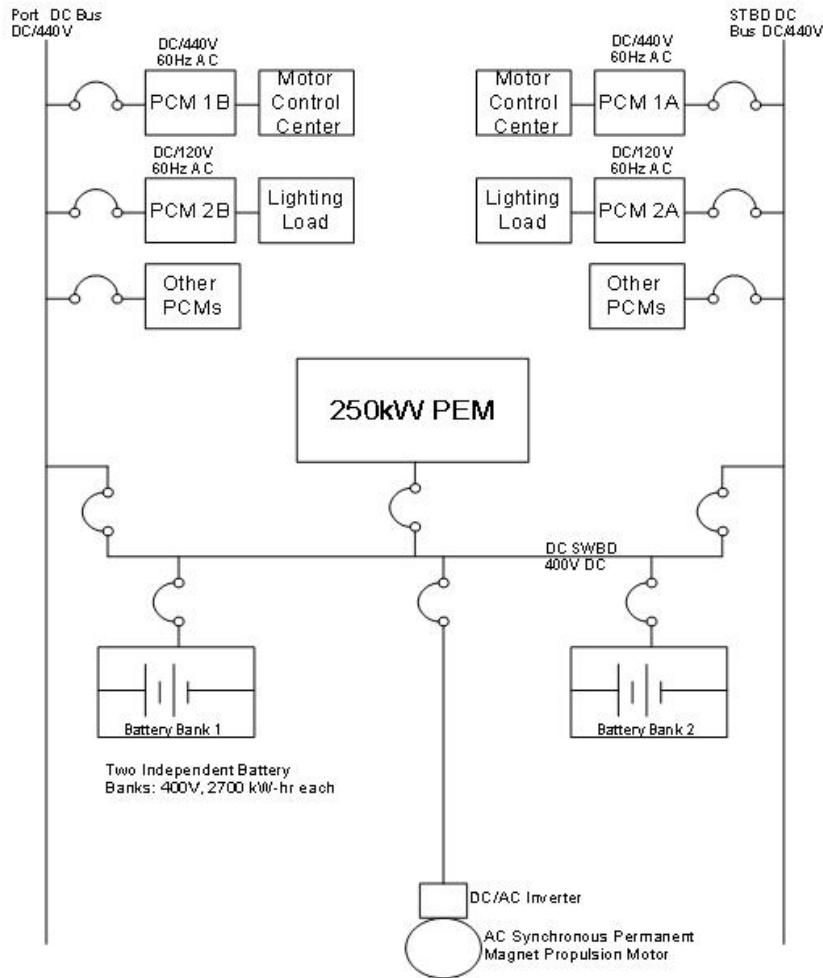 Port DC Bus
DC/440V
STBD DC
Bus DC/440V
DC/440V
60Hz AC
PCM 1B
Motor
Control
Center
DC/440V
60Hz AC
Motor
Control
Center
PCM 1A
DC/120V
60Hz AC
PCM 2B
Lighting
Load
DC/120V
60Hz AC
Lighting
Load
PCM 2A
Other
PCMs
Other
PCMs
250kW PEM
DC SWBD
400V DC
Battery Bank 1
Battery Bank 2
Two Independent Battery
Banks: 400V, 2700 kW-hr each
DC/AC Inverter
AC Synchronous Permanent
Magnet Propulsion Motor